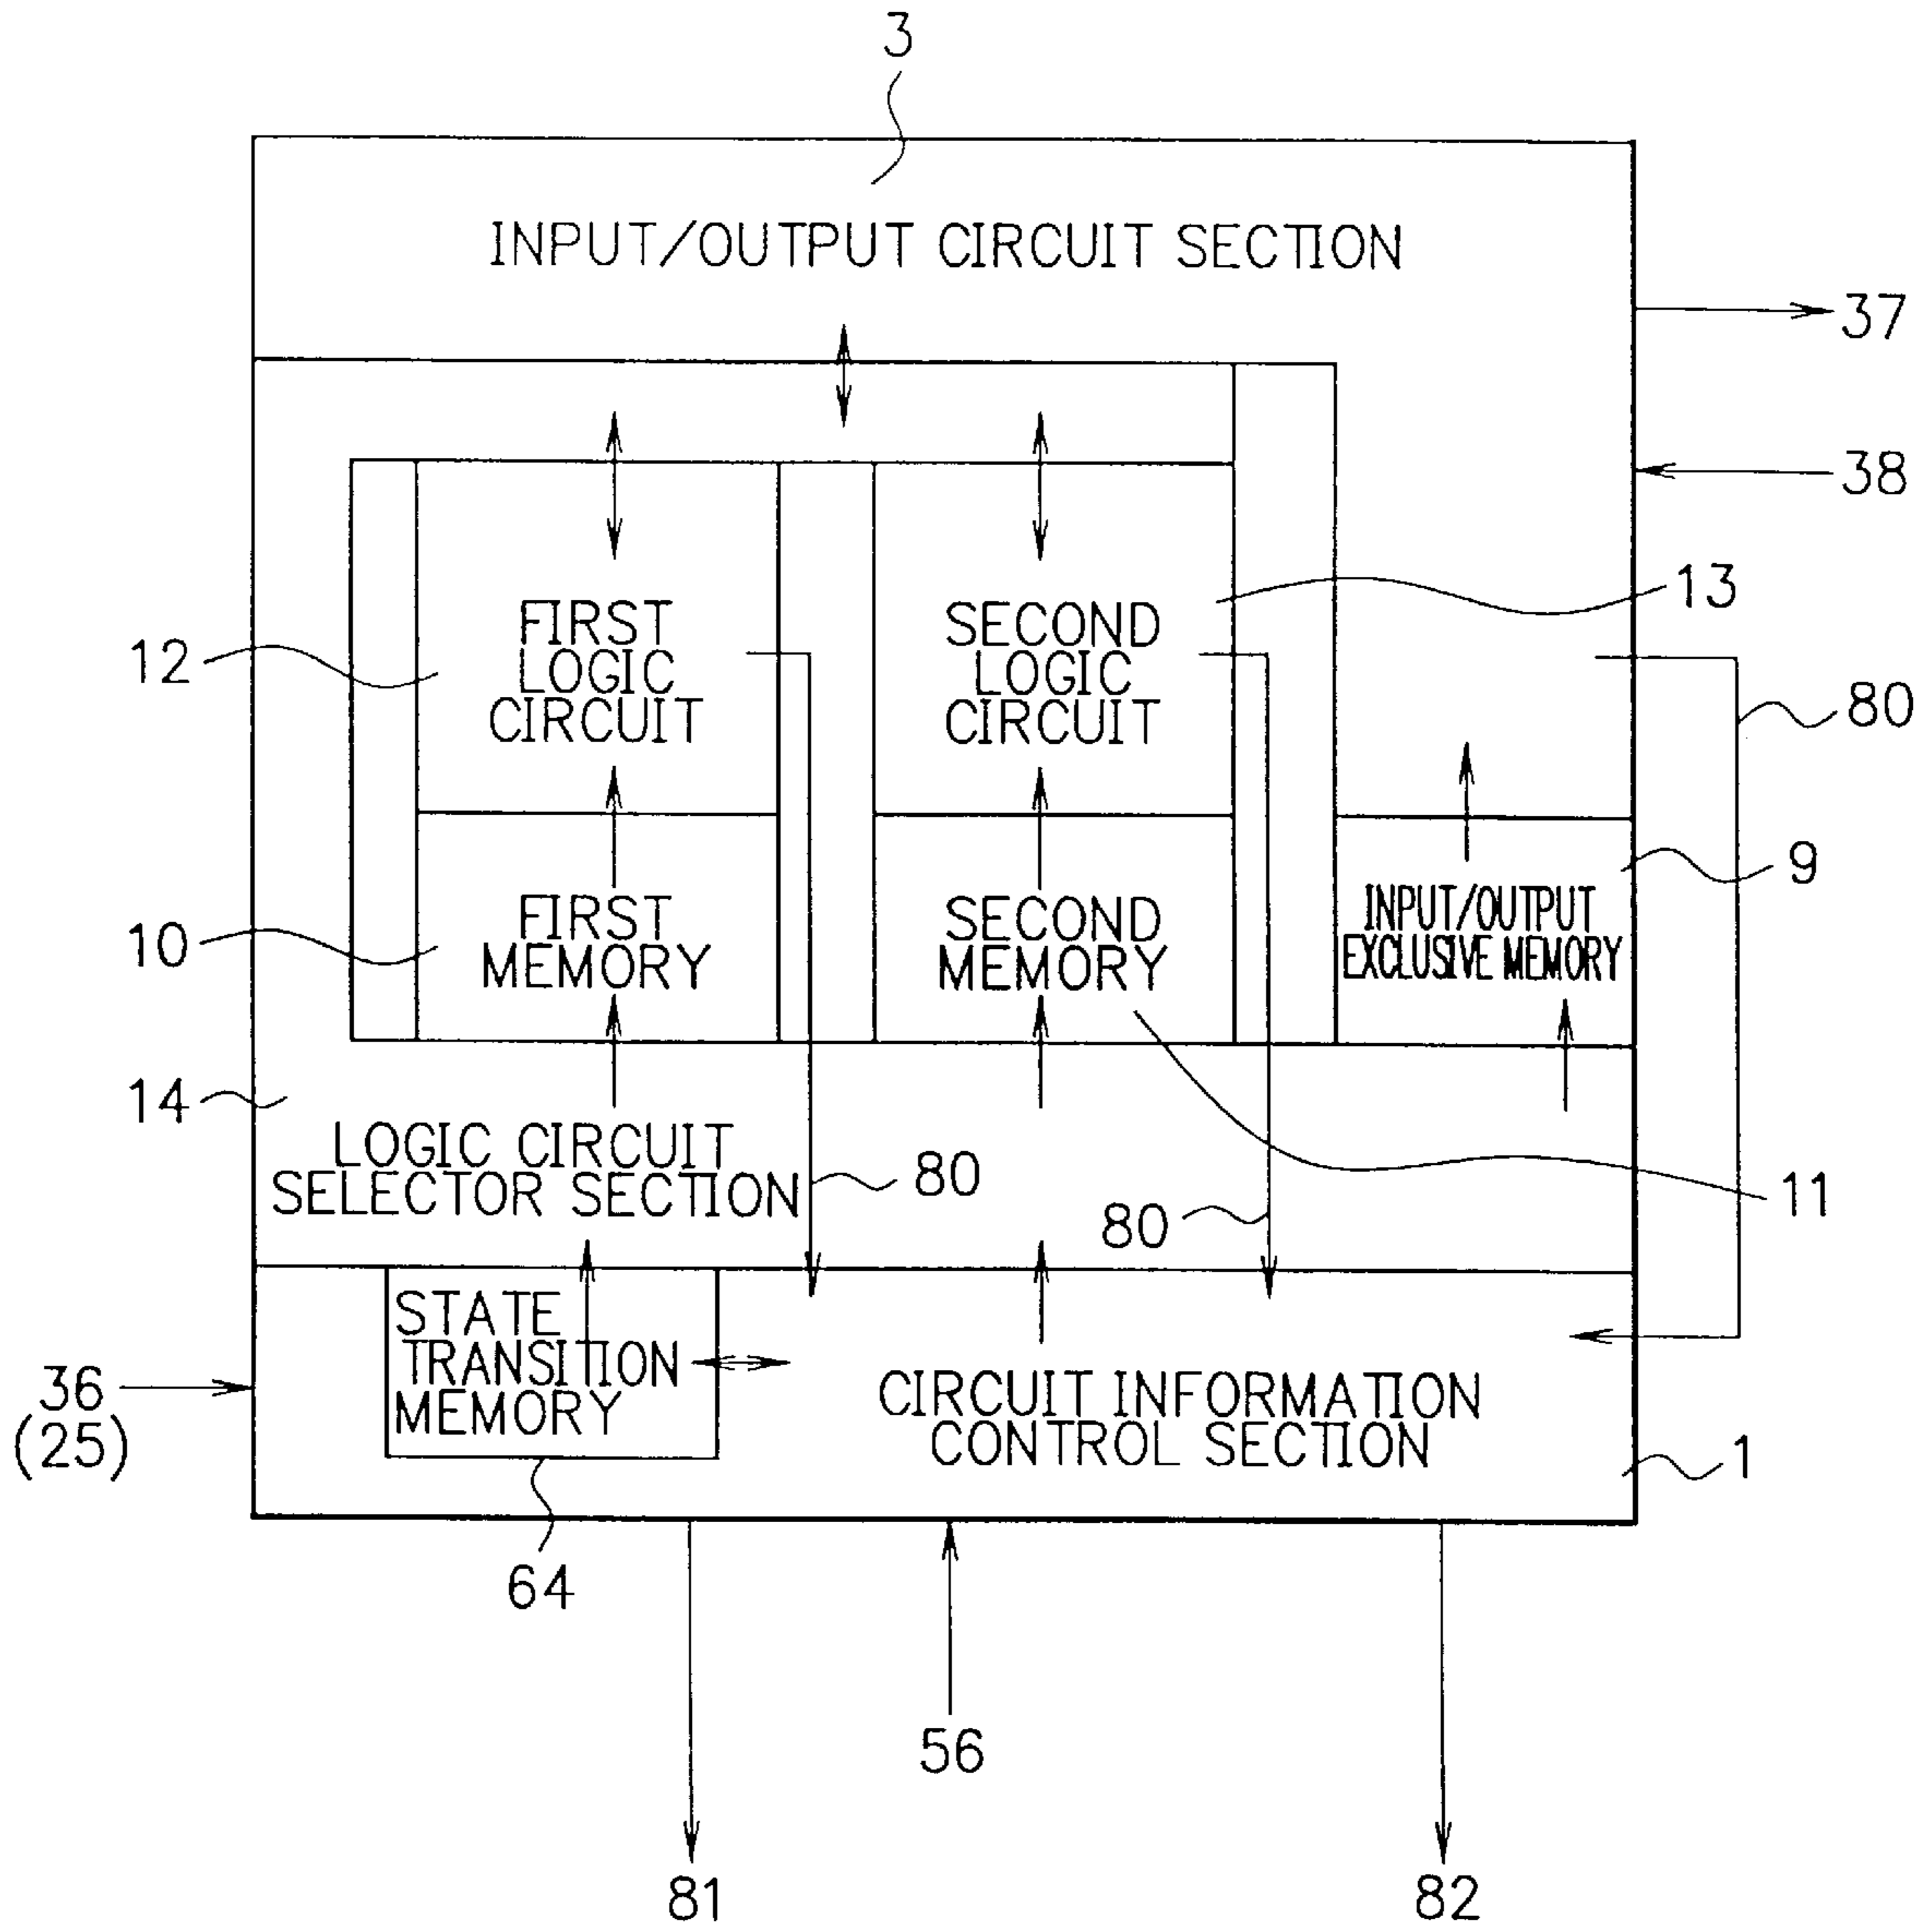 3
INPUT/OUTPUT CIRCUIT SECTION
37
38
13
FIRST
LOGIC
CIRCUIT
SECOND
LOGIC
CIRCUIT
12
80
9
INPUT/OUTPUT
EXCLUSIVE MEMORY
10
FIRST
MEMORY
SECOND
MEMORY
14
LOGIC CIRCUIT
SELECTOR SECTION
80
80
11
STATE
TRANSITION
MEMORY
36
(25)
CIRCUIT INFORMATION
CONTROL SECTION
1
64
56
81
82